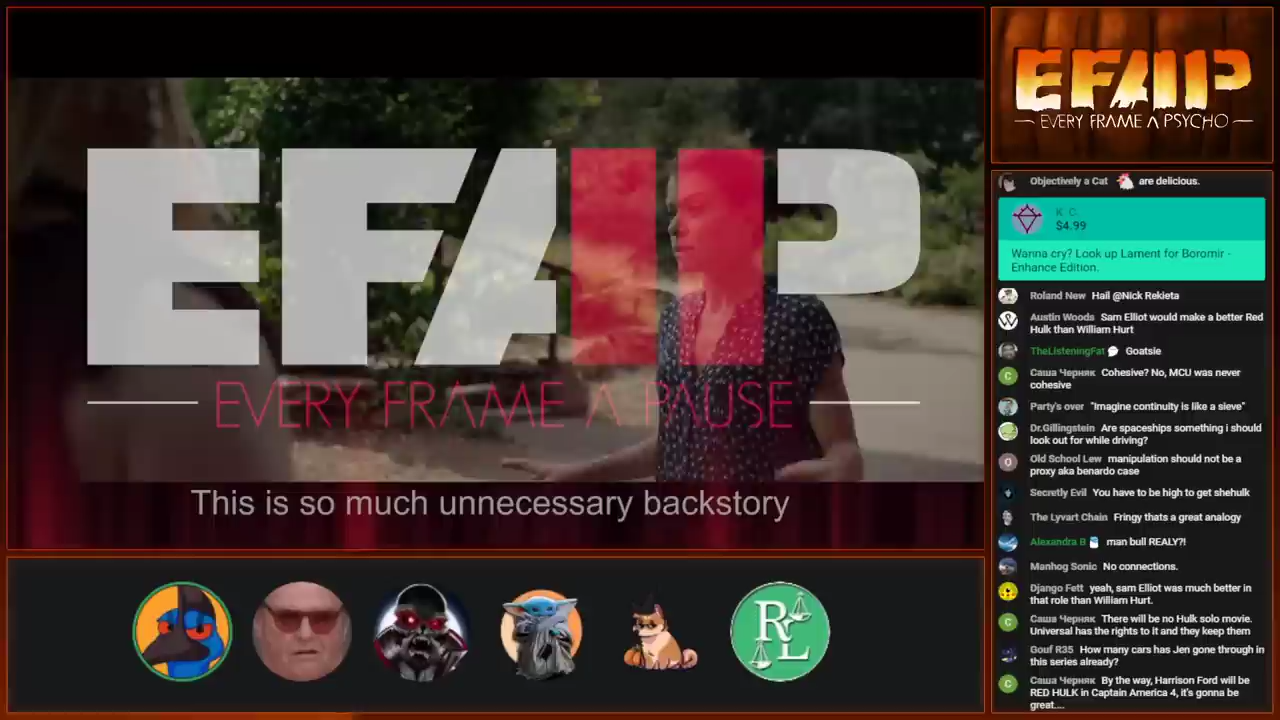 EFAP
EVERY FRAME A PAUSE
This is so much unnecessary backstory
RL
EFAP
EVERY FRAME A PSYCHO
Objectively a Cat are delicious.
K. C.
$4.99
Wanna cry? Look up Lament for Boromir -
Enhance Edition.
Roland New Hail @Nick Rekieta
Austin Woods Sam Elliot would make a better Red
Hulk than William Hurt
TheListeningFat Goatsie
C
Саша Черняк Cohesive? No, MCU was never
cohesive
Party's over "Imagine continuity is like a sieve"
Dr.Gillingstein Are spaceships something i should
look out for while driving?
O
Old School Lew manipulation should not be a
proxy aka benardo case
Secretly Evil You have to be high to get shehulk
The Lyvart Chain Fringy thats a great analogy
Alexandra B man bull REALY?!
Manhog Sonic No connections.
Django Fett yeah, sam Elliot was much better in
that role than William Hurt.
C
Саша Черняк There will be no Hulk solo movie.
Universal has the rights to it and they keep them
Gouf R35 How many cars has Jen gone through in
this series already?
C
Саша Черняк By the way, Harrison Ford will be
RED HULK in Captain America 4, it's gonna be
great....